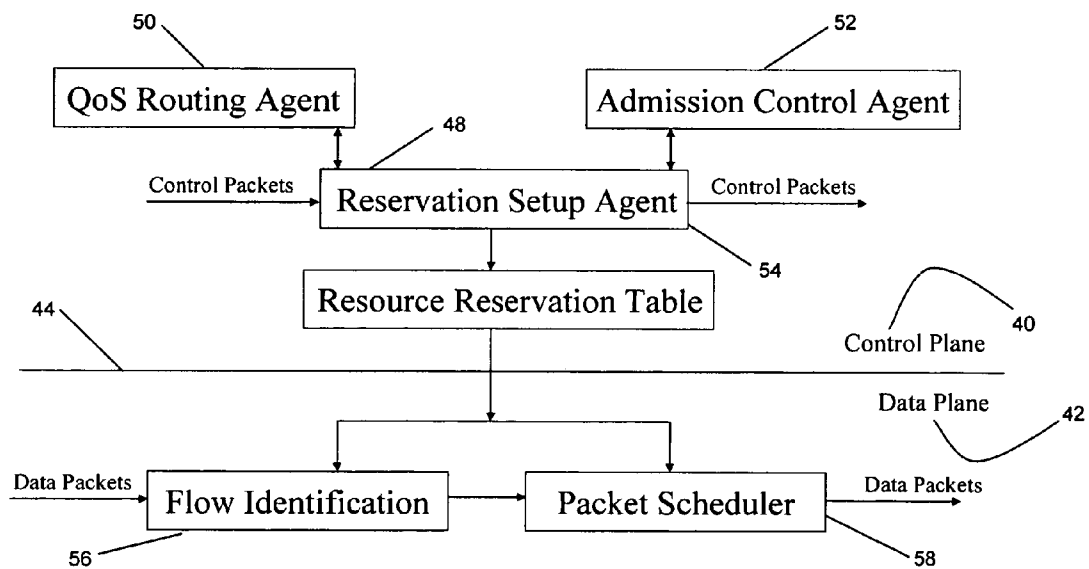 50
52
QoS Routing Agent
Admission Control Agent
48
Control Packets
Reservation Setup Agent
Control Packets
54
Resource Reservation Table
44
40
Control Plane
Data Plane
42
Data Packets
Flow Identification
Packet Scheduler
Data Packets
56
58